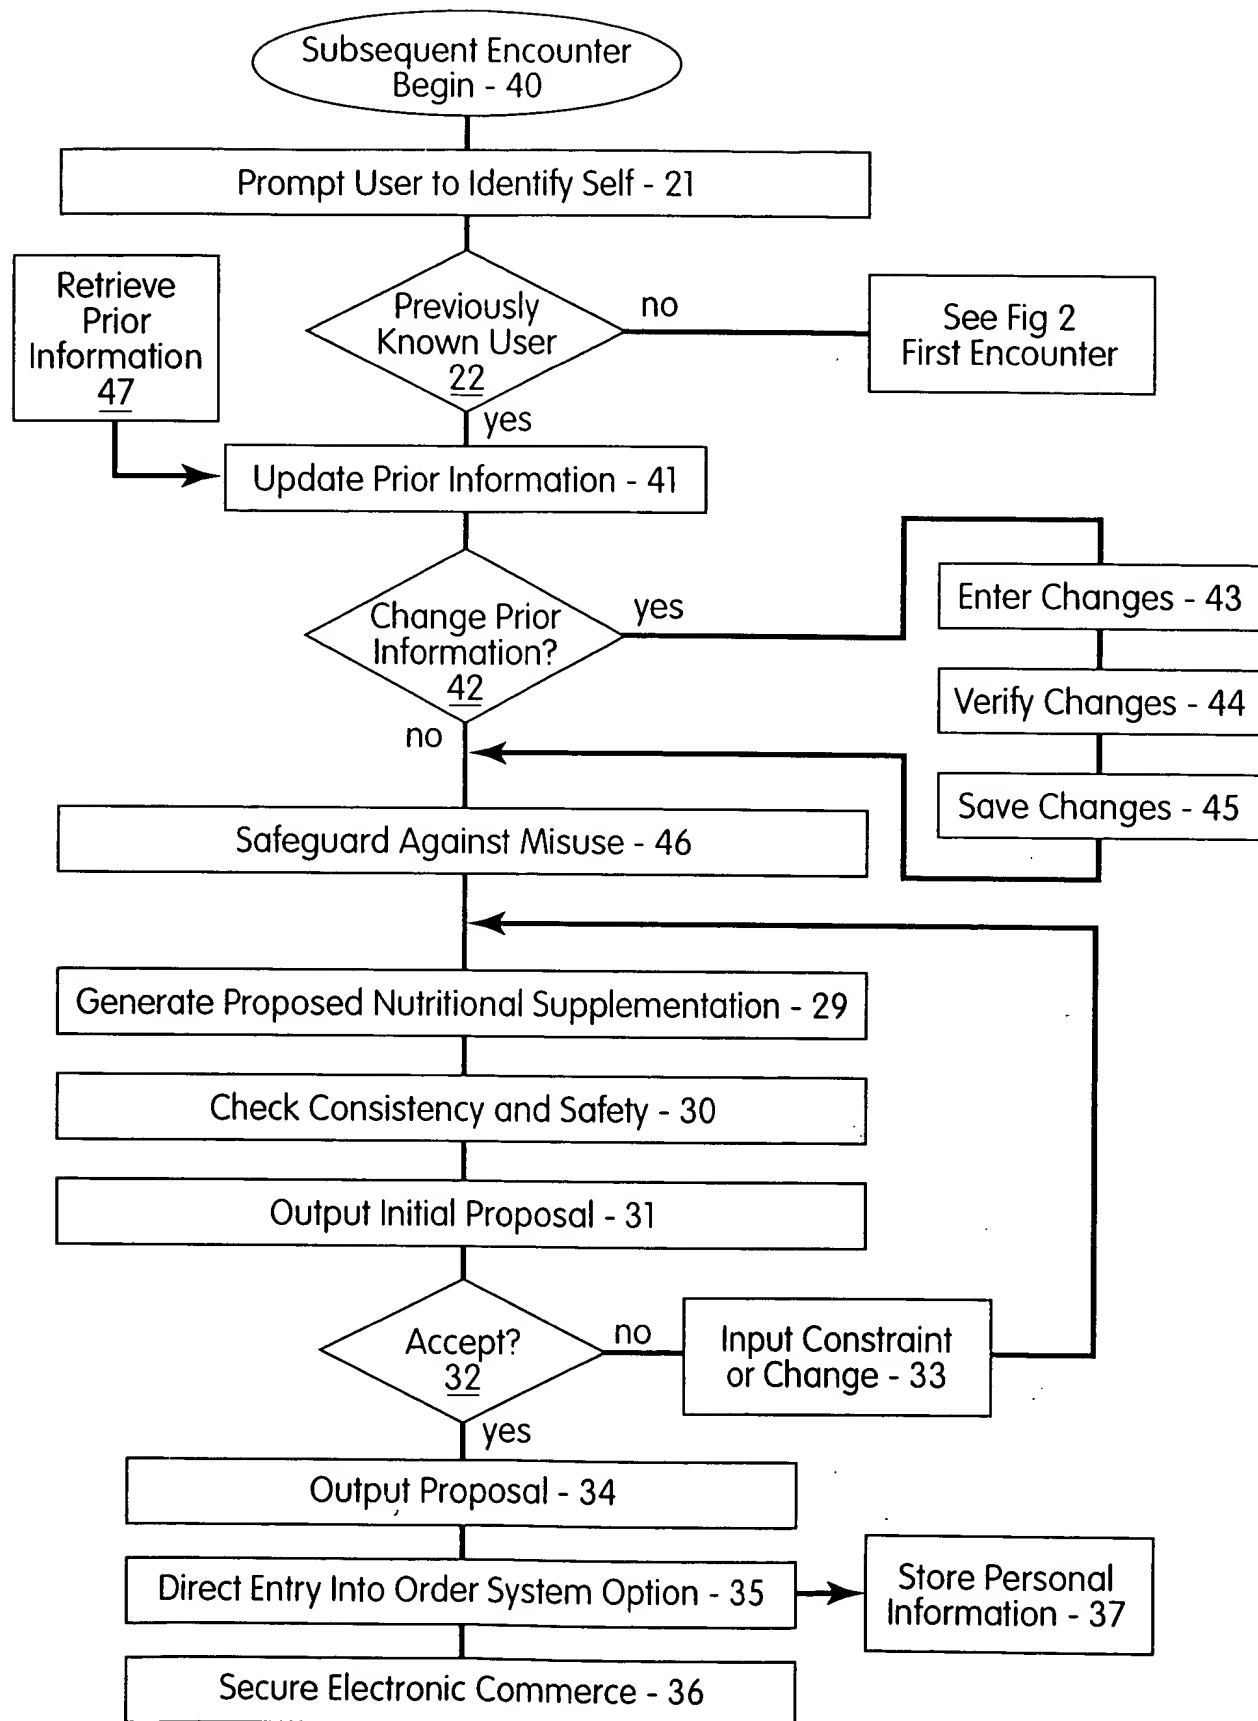 Subsequent Encounter
Begin - 40
Prompt User to Identify Self - 21
Retrieve
Prior
Information
47
Previously
Known User
22
no
See Fig 2
First Encounter
yes
Update Prior Information - 41
Change Prior
Information?
42
yes
Enter Changes - 43
Verify Changes - 44
Save Changes - 45
no
Safeguard Against Misuse - 46
Generate Proposed Nutritional Supplementation - 29
Check Consistency and Safety - 30
Output Initial Proposal - 31
Accept?
32
no
Input Constraint
or Change - 33
yes
Output Proposal - 34
Direct Entry Into Order System Option - 35
Store Personal
Information - 37
Secure Electronic Commerce - 36